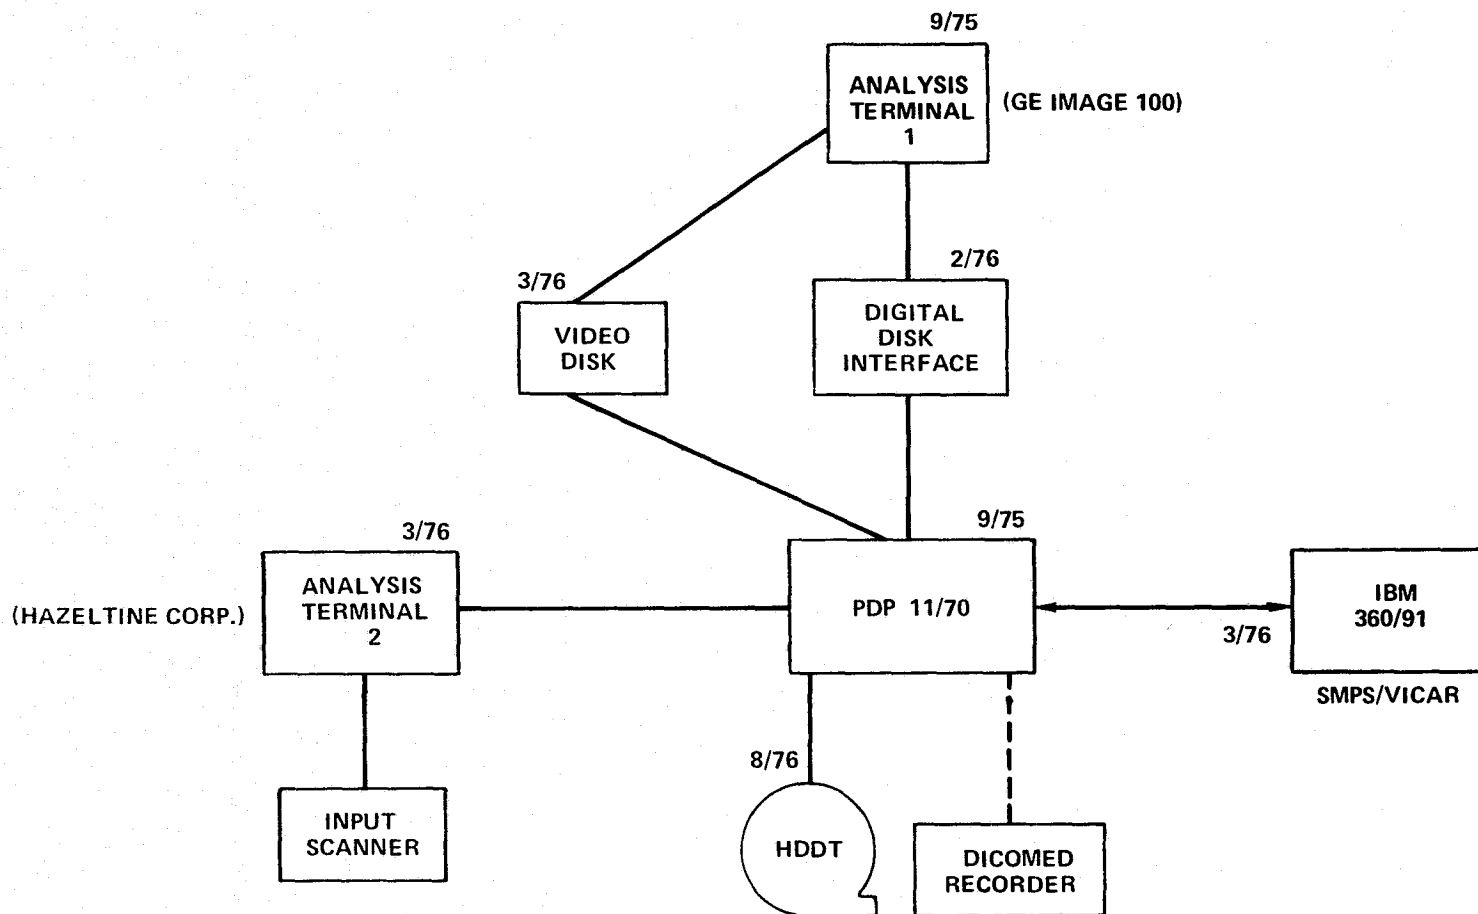 9/75
ANALYSIS
TERMINAL
1
(GE IMAGE 100)
3/76
VIDEO
DISK
2/76
DIGITAL
DISK
INTERFACE
3/76
ANALYSIS
TERMINAL
2
(HAZELTINE CORP.)
9/75
PDP 11/70
3/76
IBM
360/91
SMPS/VICAR
INPUT
SCANNER
8/76
HDDT
DICOMED
RECORDER